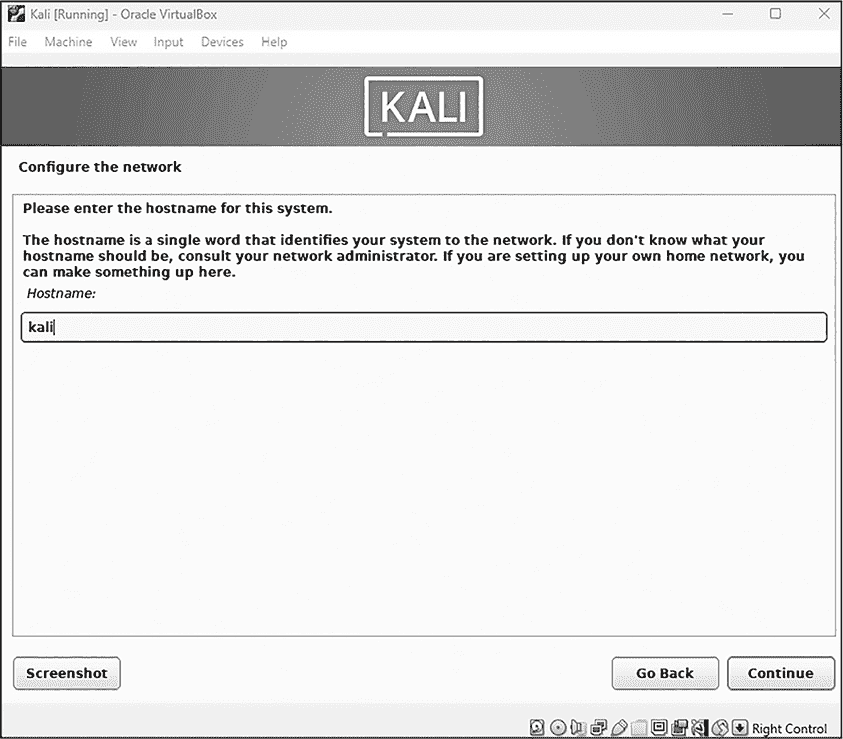 Kali [Running] - Oracle VirtualBox
File Machine View Input Devices Help
KALI
Configure the network
Please enter the hostname for this system.
The hostname is a single word that identifies your system to the network. If you don't know what your
hostname should be, consult your network administrator. If you are setting up your own home network, you
can make something up here.
Hostname:
kali
Screenshot Go Back Continue
Right Control